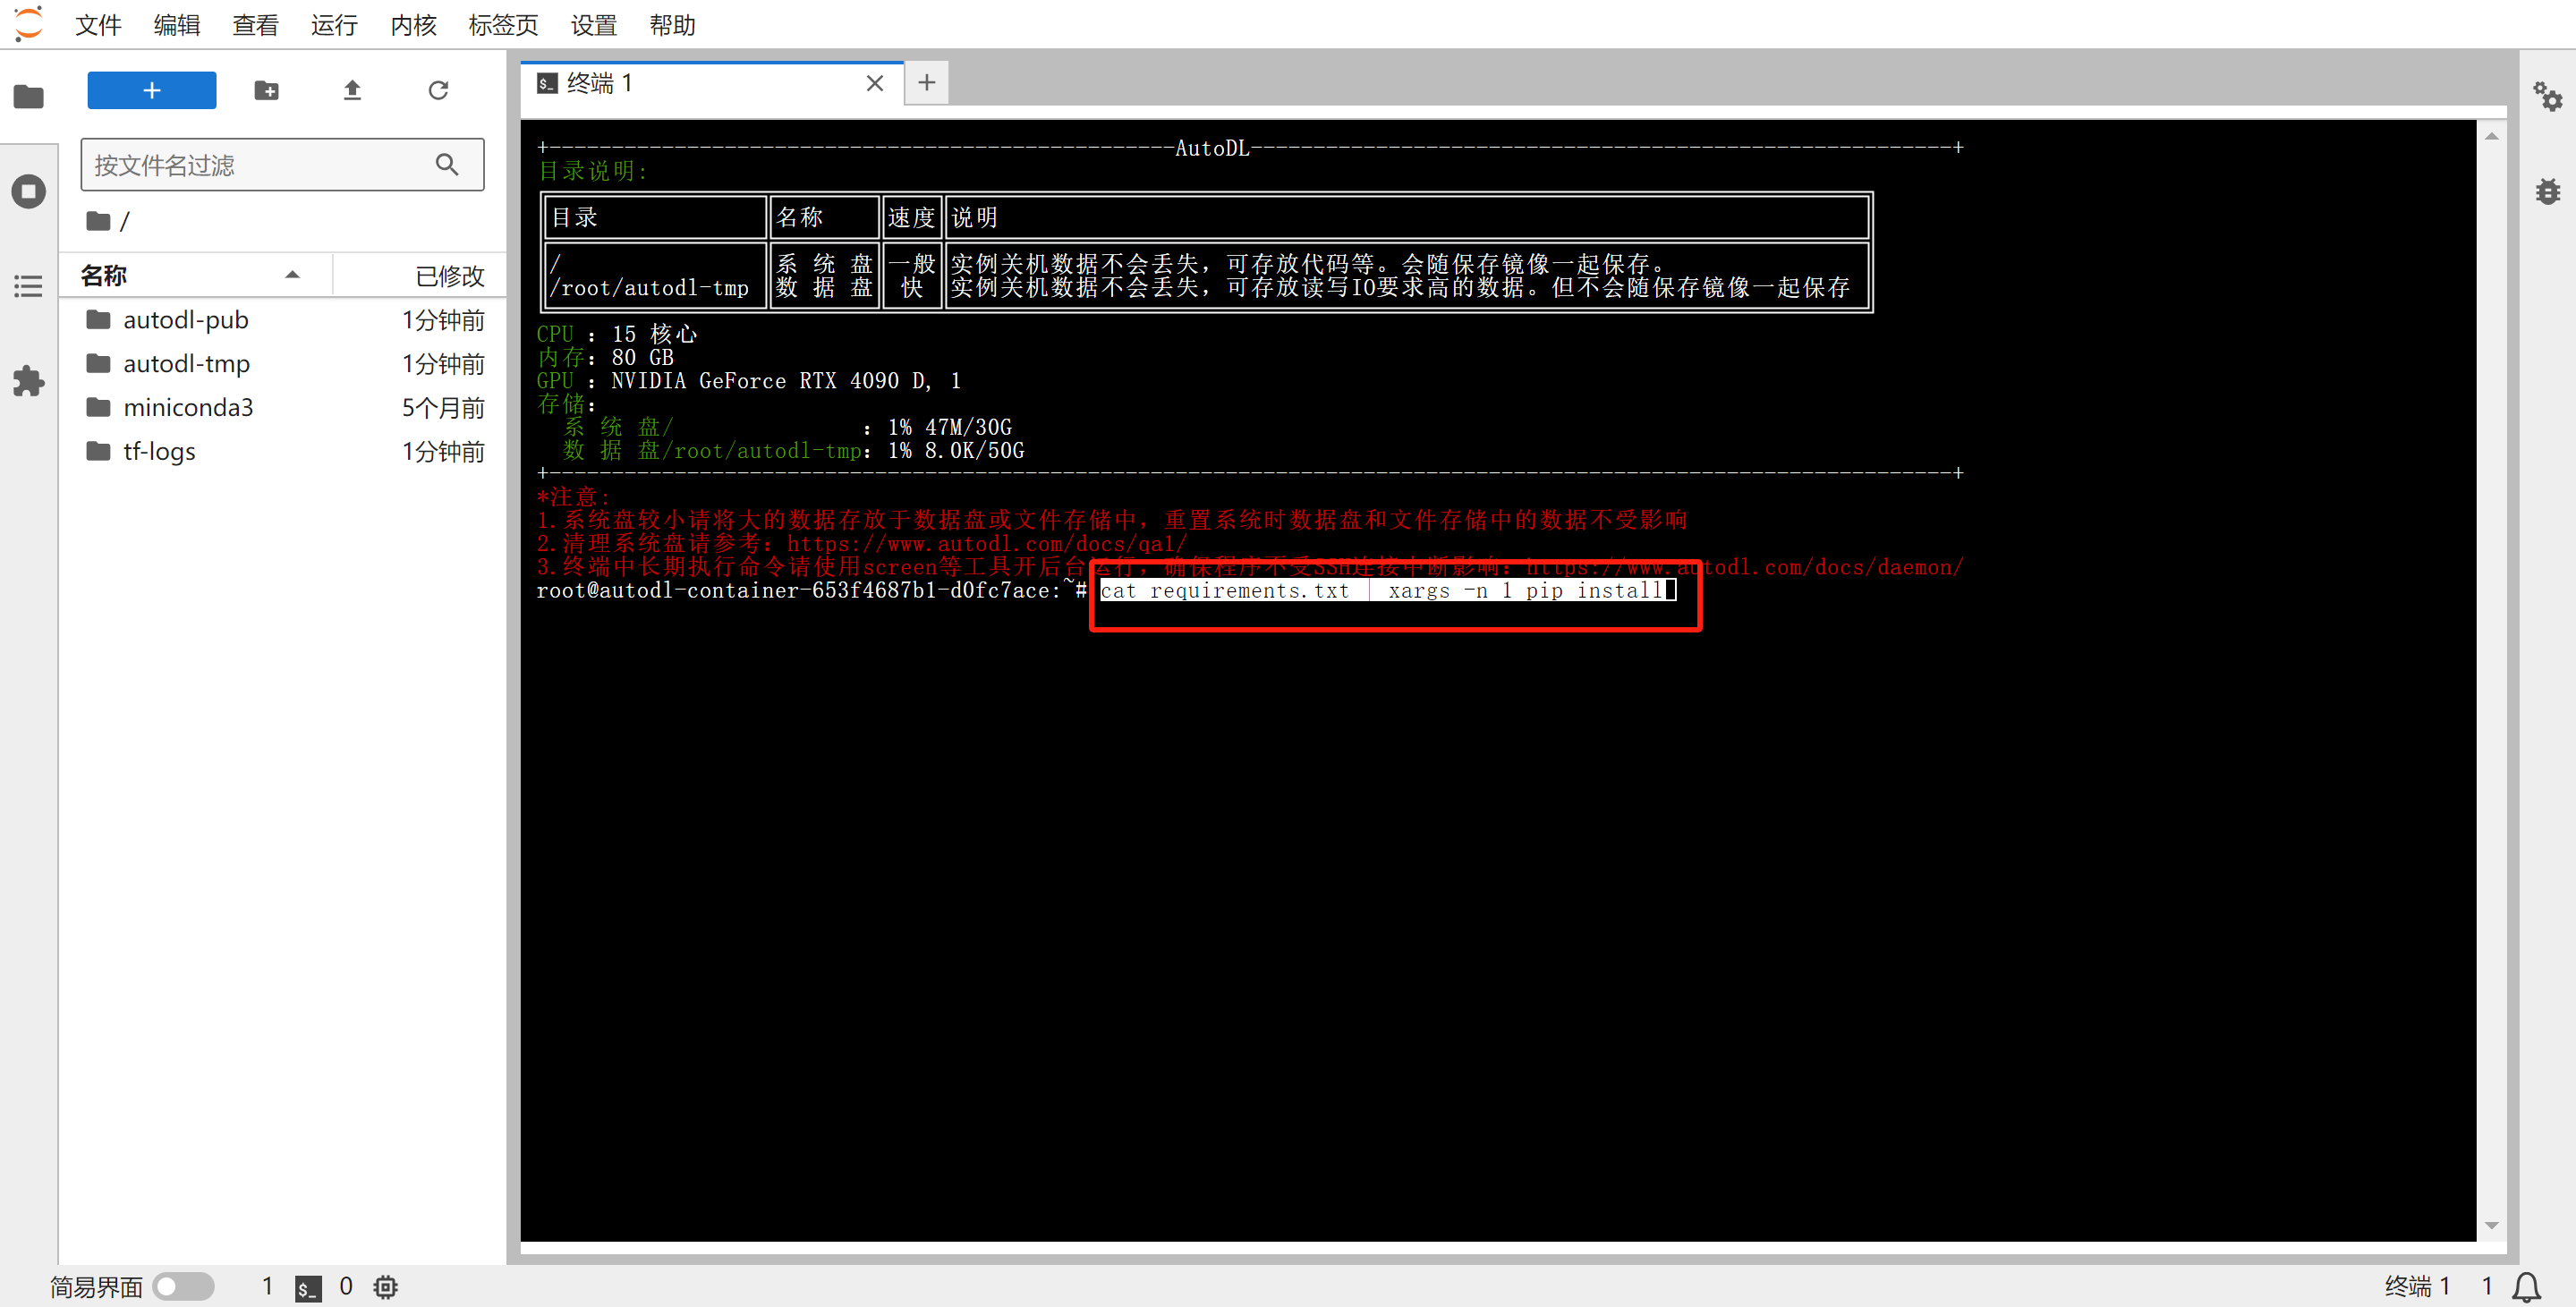 文件 编辑 查看 运行 内核 标签页 设置 帮助
终端 1
按文件名过滤
/
名称 已修改
autodl-pub 1分钟前
autodl-tmp 1分钟前
miniconda3 5个月前
tf-logs 1分钟前
+--------------------------------------------------AutoDL--------------------------------------------------------+
目录说明:
目录 名称 速度 说明
/ 系 统 盘 一般 实例关机数据不会丢失，可存放代码等。会随保存镜像一起保存。
/root/autodl-tmp 数 据 盘 快 实例关机数据不会丢失，可存放读写IO要求高的数据。但不会随保存镜像一起保存
CPU ：15 核心
内存：80 GB
GPU ：NVIDIA GeForce RTX 4090 D, 1
存储：
系 统 盘/ ：1% 47M/30G
数 据 盘/root/autodl-tmp：1% 8.0K/50G
+----------------------------------------------------------------------------------------------------------------+
*注意:
1.系统盘较小请将大的数据存放于数据盘或文件存储中，重置系统时数据盘和文件存储中的数据不受影响
2.清理系统盘请参考：https://www.autodl.com/docs/qa1/
3.终端中长期执行命令请使用screen等工具开后台运行，确保程序不受SSH连接中断影响：https://www.autodl.com/docs/daemon/
root@autodl-container-653f4687b1-d0fc7ace:~# cat requirements.txt | xargs -n 1 pip install
简易界面 1 $_ 0 终端 1 1